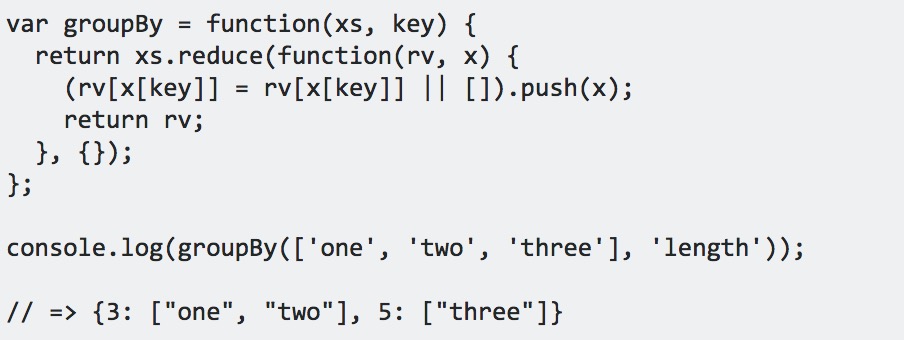 var groupBy = function(xs, key) {
  return xs.reduce(function(rv, x) {
    (rv[x[key]] = rv[x[key]] || []).push(x);
    return rv;
  }, {});
};

console.log(groupBy(['one', 'two', 'three'], 'length'));

// => {3: ["one", "two"], 5: ["three"]}